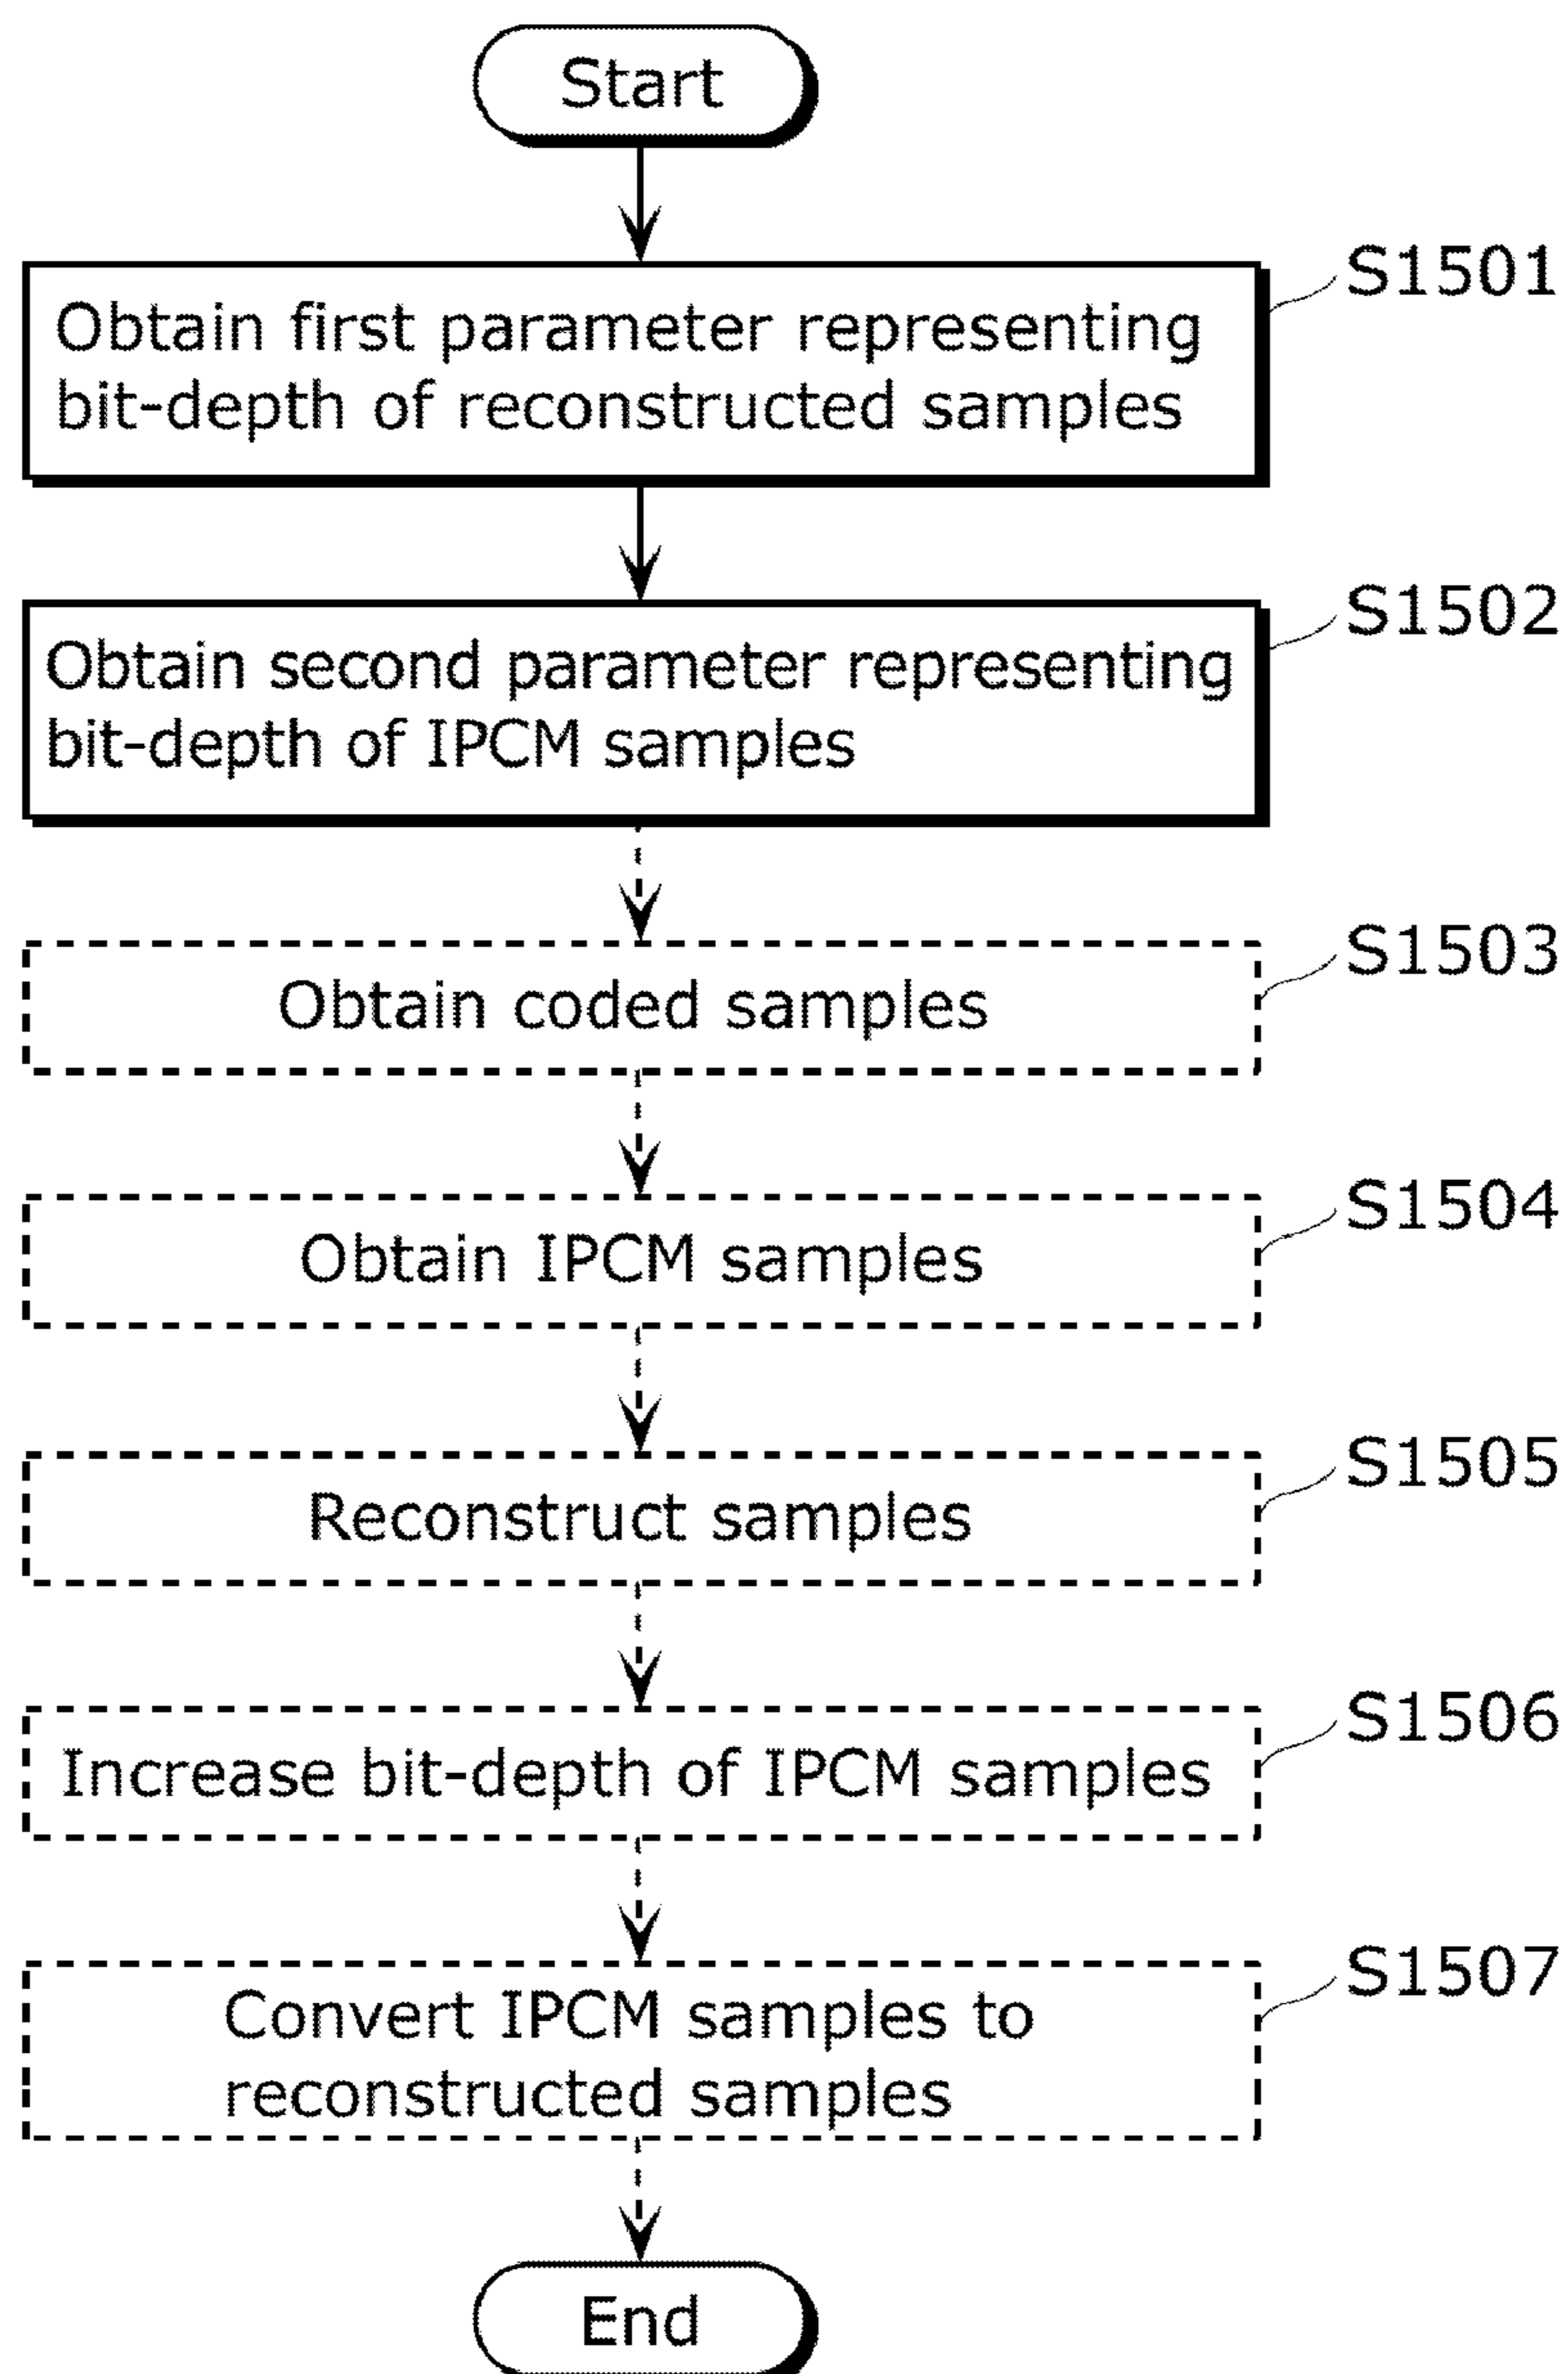 Start
S1501
Obtain first parameter representing
bit-depth of reconstructed samples
S1502
Obtain second parameter representing
bit-depth of IPCM samples
S1503
Obtain coded samples
S1504
Obtain IPCM samples
S1505
Reconstruct samples
S1506
Increase bit-depth of IPCM samples
S1507
Convert IPCM samples to
reconstructed samples
End